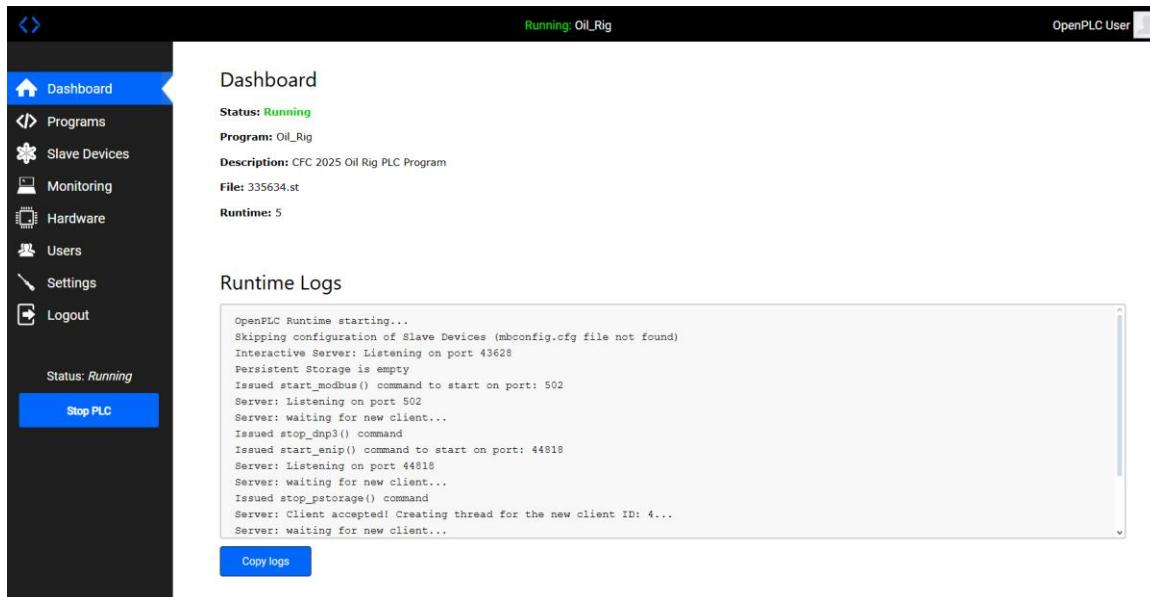 Running: Oil_Rig
OpenPLC User
Dashboard
Programs
Slave Devices
Monitoring
Hardware
Users
Settings
Logout
Status: Running
Stop PLC
Dashboard
Status: Running
Program: Oil_Rig
Description: CFC 2025 Oil Rig PLC Program
File: 335634.st
Runtime: 5
Runtime Logs
OpenPLC Runtime starting...
Skipping configuration of Slave Devices (mbconfig.cfg file not found)
Interactive Server: Listening on port 43628
Persistent Storage is empty
Issued start_modbus() command to start on port: 502
Server: Listening on port 502
Server: waiting for new client...
Issued stop_dnp3() command
Issued start_enip() command to start on port: 44818
Server: Listening on port 44818
Server: waiting for new client...
Issued stop_pstorage() command
Server: Client accepted! Creating thread for the new client ID: 4...
Server: waiting for new client...
Copy logs